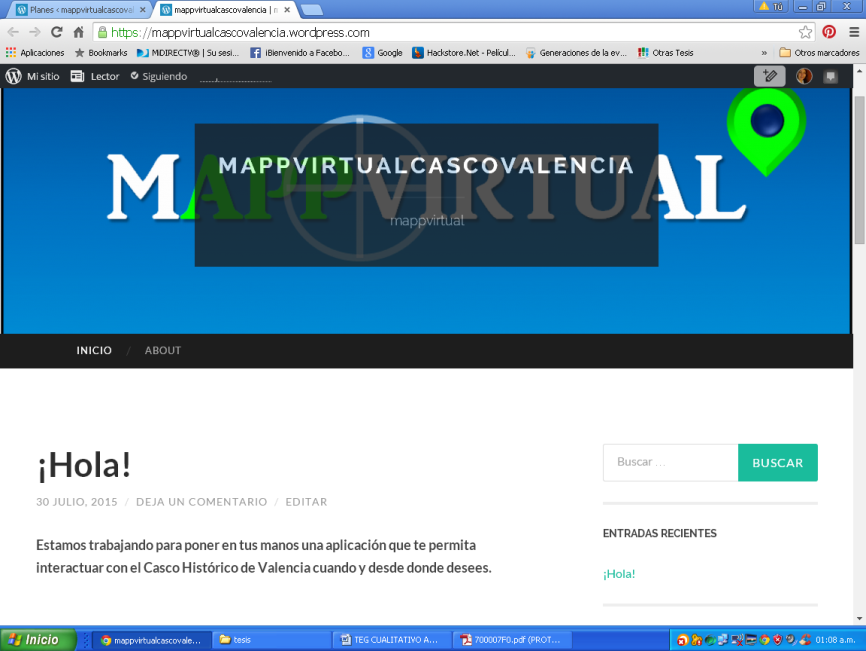 Planes ‹ mappvirtualcascoval
mappvirtualcascovalencia | n
Tú
https://mappvirtualcascovalencia.wordpress.com
Aplicaciones
Bookmarks
MiDIRECTV® | Su sesi...
¡Bienvenido a Facebo...
Google
Hackstore.Net - Películ...
Generaciones de la ev...
Otras Tesis
»
Otros marcadores
Mi sitio
Lector
Siguiendo
MAPPVIRTUAL
MAPPVIRTUALCASCOVALENCIA
mappvirtual
INICIO / ABOUT
¡Hola!
30 JULIO, 2015 / DEJA UN COMENTARIO / EDITAR
Estamos trabajando para poner en tus manos una aplicación que te permita
interactuar con el Casco Histórico de Valencia cuando y desde donde desees.
Buscar ...
BUSCAR
ENTRADAS RECIENTES
¡Hola!
Inicio
mappvirtualcascovale...
tesis
TEG CUALITATIVO A...
700007F0.pdf (PROT...
01:08 a.m.